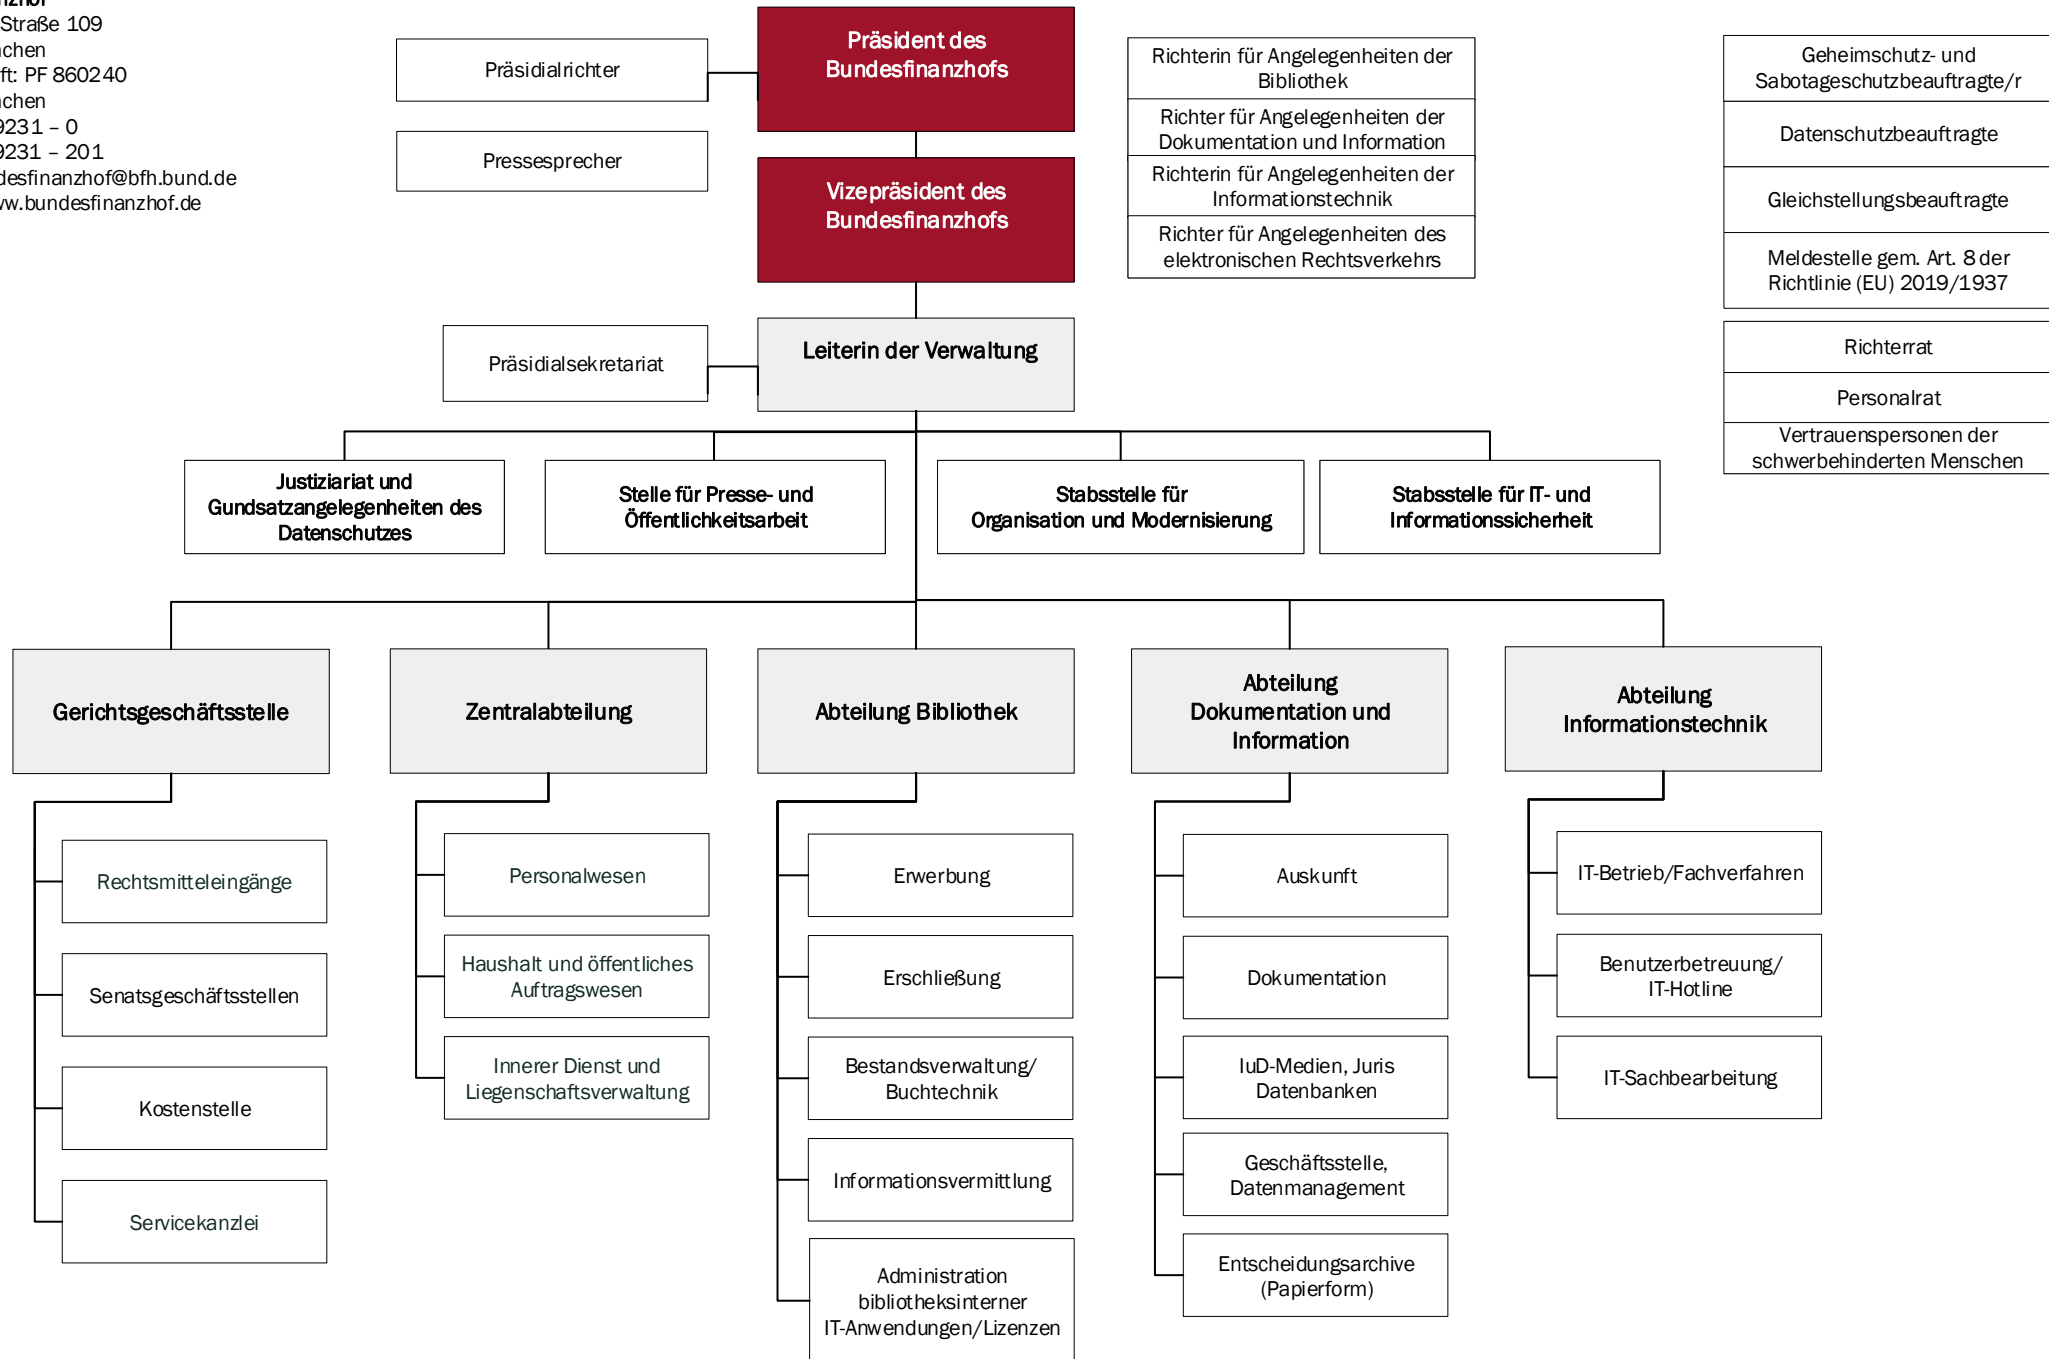 Straße 109
ft: PF 860240
9231 – 0
9231 – 201
desfinanzhof@bfh.bund.de
www.bundesfinanzhof.de
Präsidialrichter
Pressesprecher
Präsident des
Bundesfinanzhofs
Vizepräsident des
Bundesfinanzhofs
Richterin für Angelegenheiten der
Bibliothek
Richter für Angelegenheiten der
Dokumentation und Information
Richterin für Angelegenheiten der
Informationstechnik
Richter für Angelegenheiten des
elektronischen Rechtsverkehrs
Geheimschutz- und
Sabotageschutzbeauftragte/r
Datenschutzbeauftragte
Gleichstellungsbeauftragte
Meldestelle gem. Art. 8 der
Richtlinie (EU) 2019/1937
Richterrat
Personalrat
Vertrauenspersonen der
schwerbehinderten Menschen
Präsidialsekretariat
Leiterin der Verwaltung
Justiziariat und
Gundsatzangelegenheiten des
Datenschutzes
Stelle für Presse- und
Öffentlichkeitsarbeit
Stabsstelle für
Organisation und Modernisierung
Stabsstelle für IT- und
Informationssicherheit
Gerichtsgeschäftsstelle
Rechtsmitteleingänge
Senatsgeschäftsstellen
Kostenstelle
Servicekanzlei
Zentralabteilung
Personalwesen
Haushalt und öffentliches
Auftragswesen
Innerer Dienst und
Liegenschaftsverwaltung
Abteilung Bibliothek
Erwerbung
Erschließung
Bestandsverwaltung/
Buchtechnik
Informationsvermittlung
Administration
bibliotheksinterner
IT-Anwendungen/Lizenzen
Abteilung
Dokumentation und
Information
Auskunft
Dokumentation
IuD-Medien, Juris
Datenbanken
Geschäftsstelle,
Datenmanagement
Entscheidungsarchive
(Papierform)
Abteilung
Informationstechnik
IT-Betrieb/Fachverfahren
Benutzerbetreuung/
IT-Hotline
IT-Sachbearbeitung